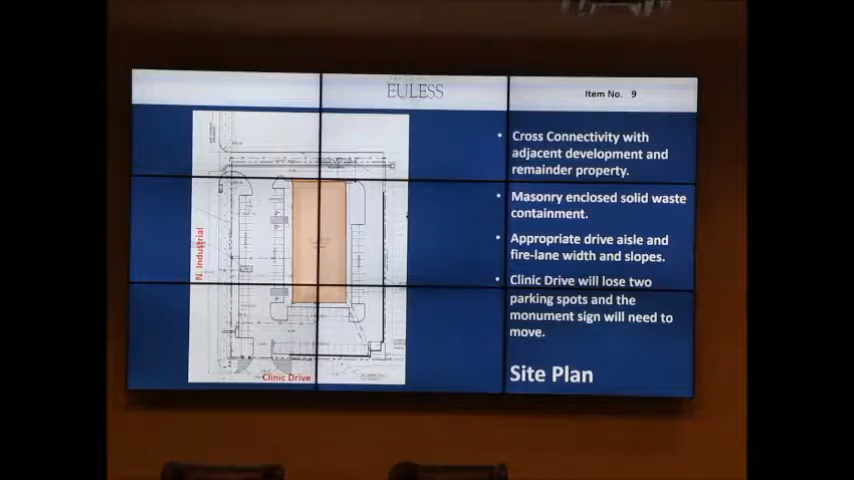 EULESS
Item No. 9
• Cross Connectivity with
adjacent development and
remainder property.
• Masonry enclosed solid waste
containment.
• Appropriate drive aisle and
fire-lane width and slopes.
• Clinic Drive will lose two
parking spots and the
monument sign will need to
move.
Site Plan
N. Industrial
Clinic Drive